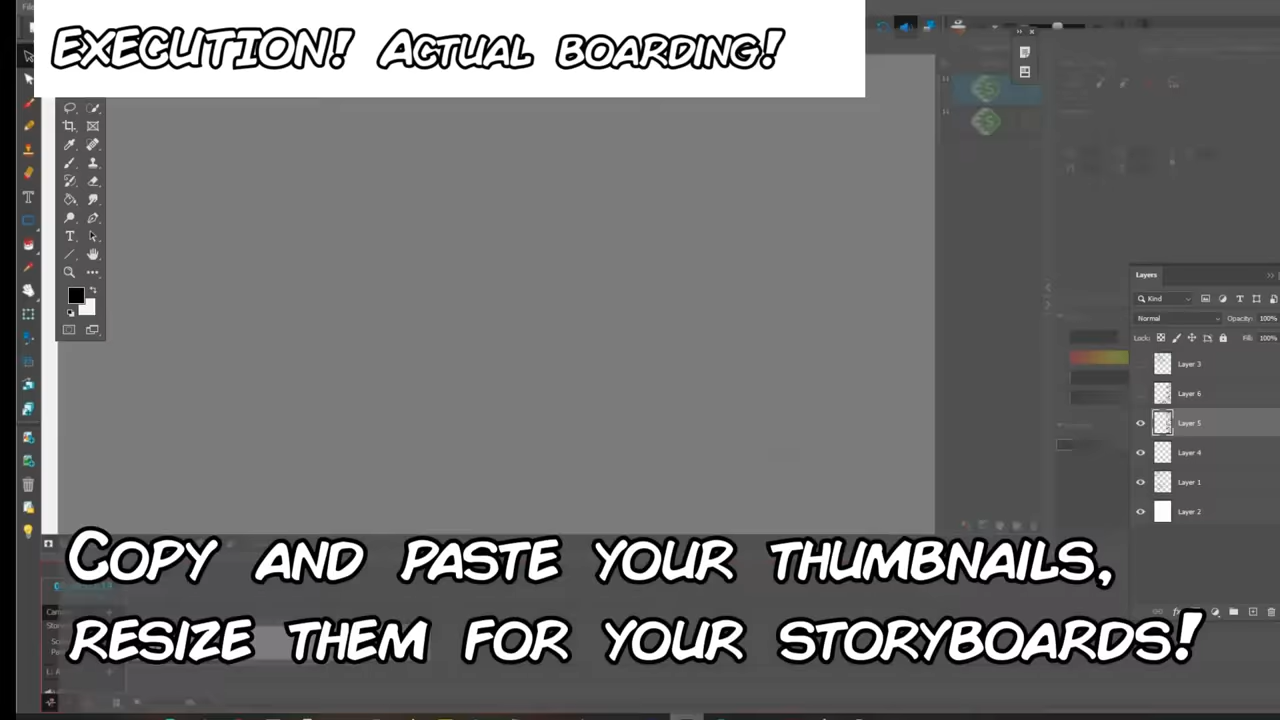 File
EXECUTION! ACTUAL BOARDING!
Layers
Kind
Normal
Opacity: 100%
Lock:
Fill: 100%
Layer 3
Layer 6
Layer 5
Layer 4
Layer 1
Layer 2
COPY AND PASTE YOUR THUMBNAILS,
RESIZE THEM FOR YOUR STORYBOARDS!